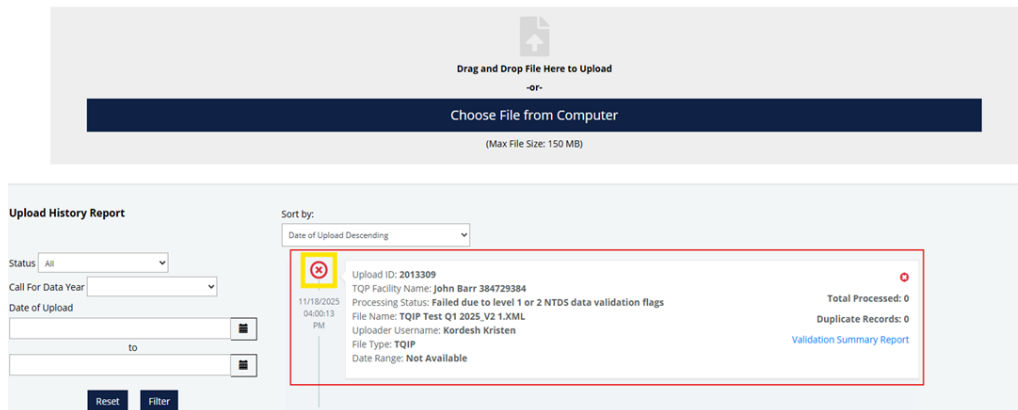 Drag and Drop File Here to Upload
-or-
Choose File from Computer
(Max File Size: 150 MB)
Upload History Report
Status All
Call For Data Year
Date of Upload
to
Reset Filter
Sort by:
Date of Upload Descending
11/18/2025
04:00:13
PM
Upload ID: 2013309
TQP Facility Name: John Barr 384729384
Processing Status: Failed due to level 1 or 2 NTDS data validation flags
File Name: TQIP Test Q1 2025_V2 1.XML
Uploader Username: Kordesh Kristen
File Type: TQIP
Date Range: Not Available
Total Processed: 0
Duplicate Records: 0
Validation Summary Report